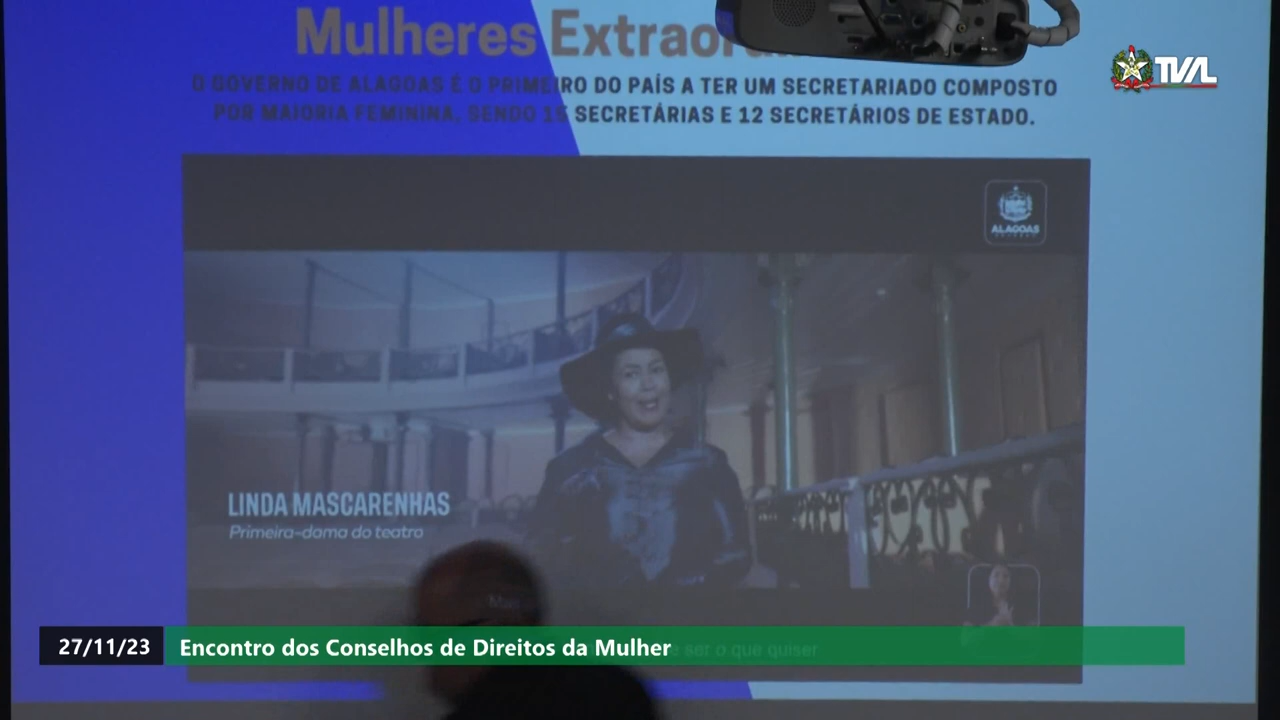 Mulheres Extraor
TVAL
O GOVERNO DE ALAGOAS É O PRIMEIRO DO PAÍS A TER UM SECRETARIADO COMPOSTO
POR MAIORIA FEMININA, SENDO 15 SECRETÁRIAS E 12 SECRETÁRIOS DE ESTADO.
ALAGOAS
LINDA MASCARENHAS
Primeira-dama do teatro
27/11/23
Encontro dos Conselhos de Direitos da Mulher
ser o que quiser